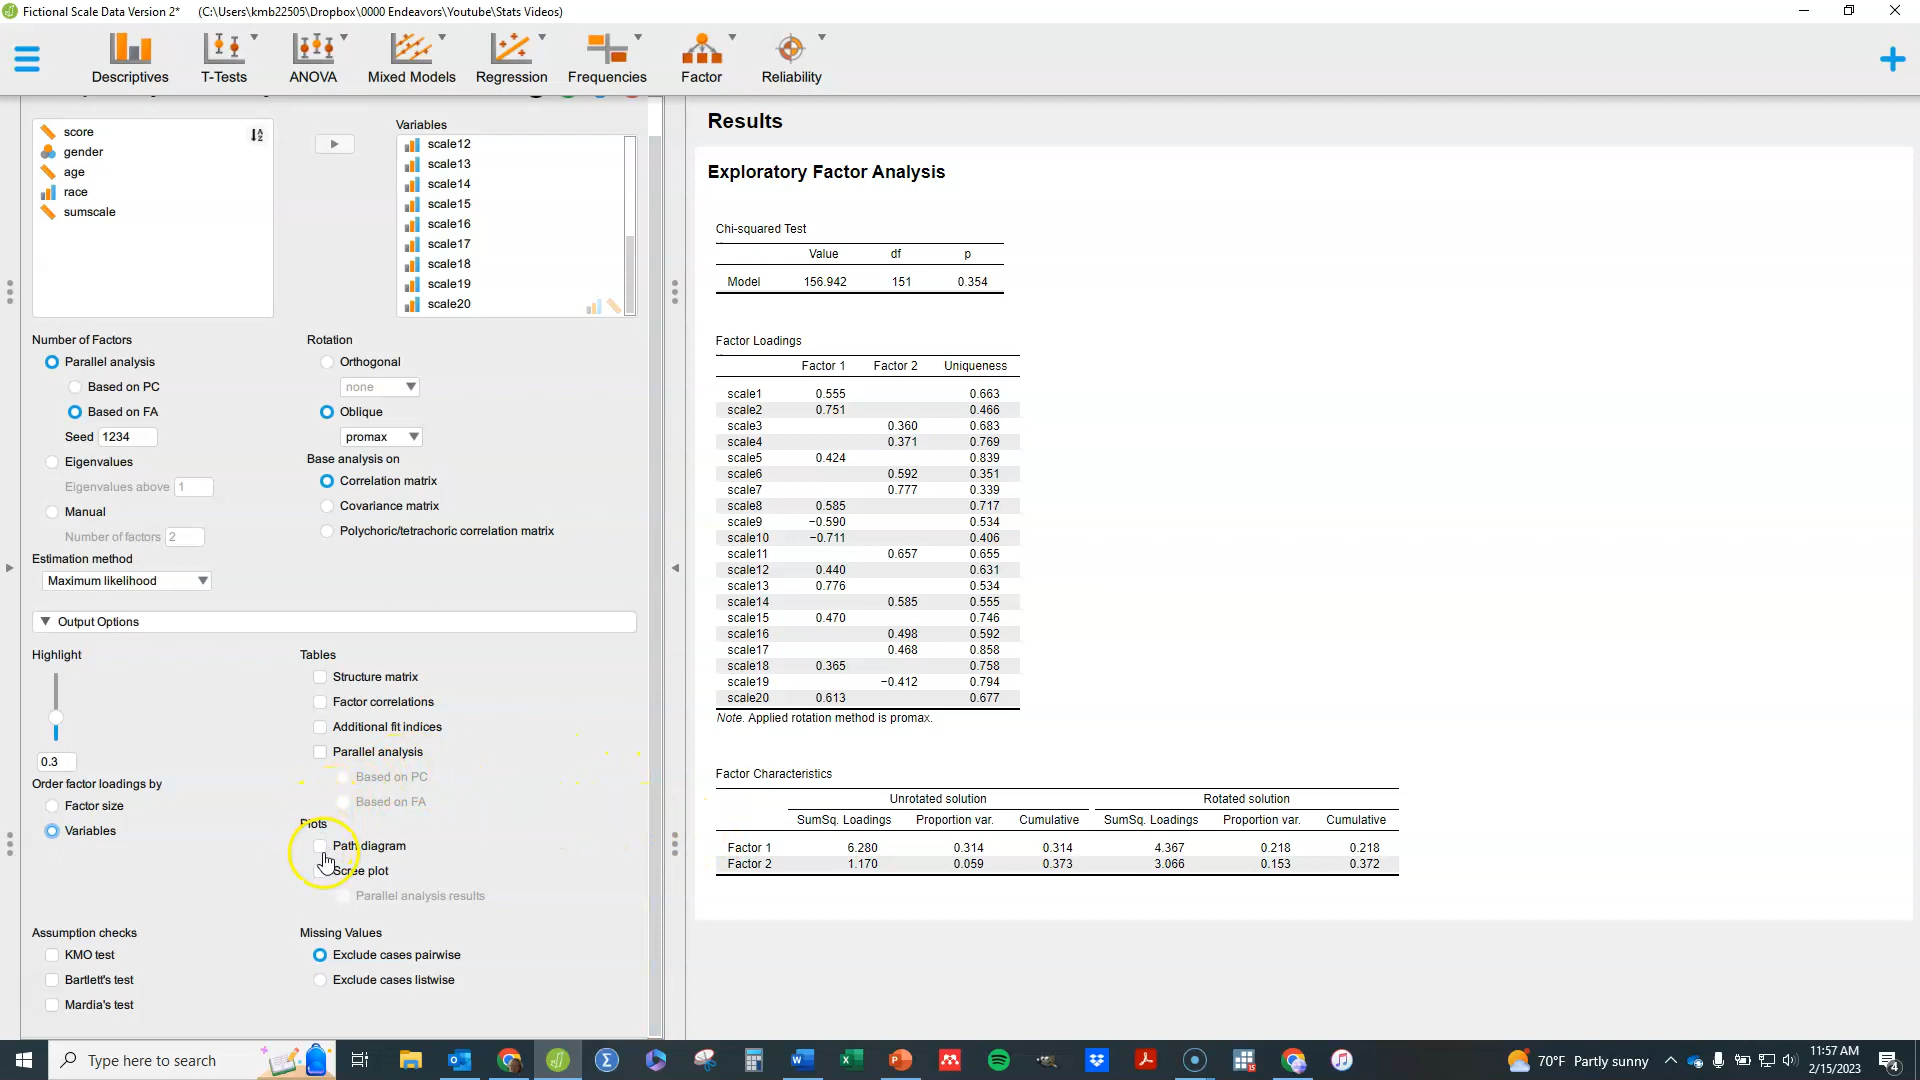 Fictional Scale Data Version 2* (C:\Users\kmb22505\Dropbox\0000 Endeavors\Youtube\Stats Videos)
Descriptives T-Tests ANOVA Mixed Models Regression Frequencies Factor Reliability
score
gender
age
race
sumscale
Variables
scale12
scale13
scale14
scale15
scale16
scale17
scale18
scale19
scale20
Number of Factors
Parallel analysis
Based on PC
Based on FA
Seed 1234
Eigenvalues
Eigenvalues above 1
Manual
Number of factors 2
Estimation method
Maximum likelihood
Rotation
Orthogonal
none
Oblique
promax
Base analysis on
Correlation matrix
Covariance matrix
Polychoric/tetrachoric correlation matrix
Output Options
Highlight
0.3
Order factor loadings by
Factor size
Variables
Tables
Structure matrix
Factor correlations
Additional fit indices
Parallel analysis
Based on PC
Based on FA
Plots
Path diagram
Scree plot
Parallel analysis results
Assumption checks
KMO test
Bartlett's test
Mardia's test
Missing Values
Exclude cases pairwise
Exclude cases listwise
Results
Exploratory Factor Analysis
Chi-squared Test
Value df p
Model 156.942 151 0.354
Factor Loadings
Factor 1 Factor 2 Uniqueness
scale1 0.555 0.663
scale2 0.751 0.466
scale3 0.360 0.683
scale4 0.371 0.769
scale5 0.424 0.839
scale6 0.592 0.351
scale7 0.777 0.339
scale8 0.585 0.717
scale9 −0.590 0.534
scale10 −0.711 0.406
scale11 0.657 0.655
scale12 0.440 0.631
scale13 0.776 0.534
scale14 0.585 0.555
scale15 0.470 0.746
scale16 0.498 0.592
scale17 0.468 0.858
scale18 0.365 0.758
scale19 −0.412 0.794
scale20 0.613 0.677
Note. Applied rotation method is promax.
Factor Characteristics
Unrotated solution Rotated solution
SumSq. Loadings Proportion var. Cumulative SumSq. Loadings Proportion var. Cumulative
Factor 1 6.280 0.314 0.314 4.367 0.218 0.218
Factor 2 1.170 0.059 0.373 3.066 0.153 0.372
Type here to search
70°F Partly sunny
11:57 AM
2/15/2023
4